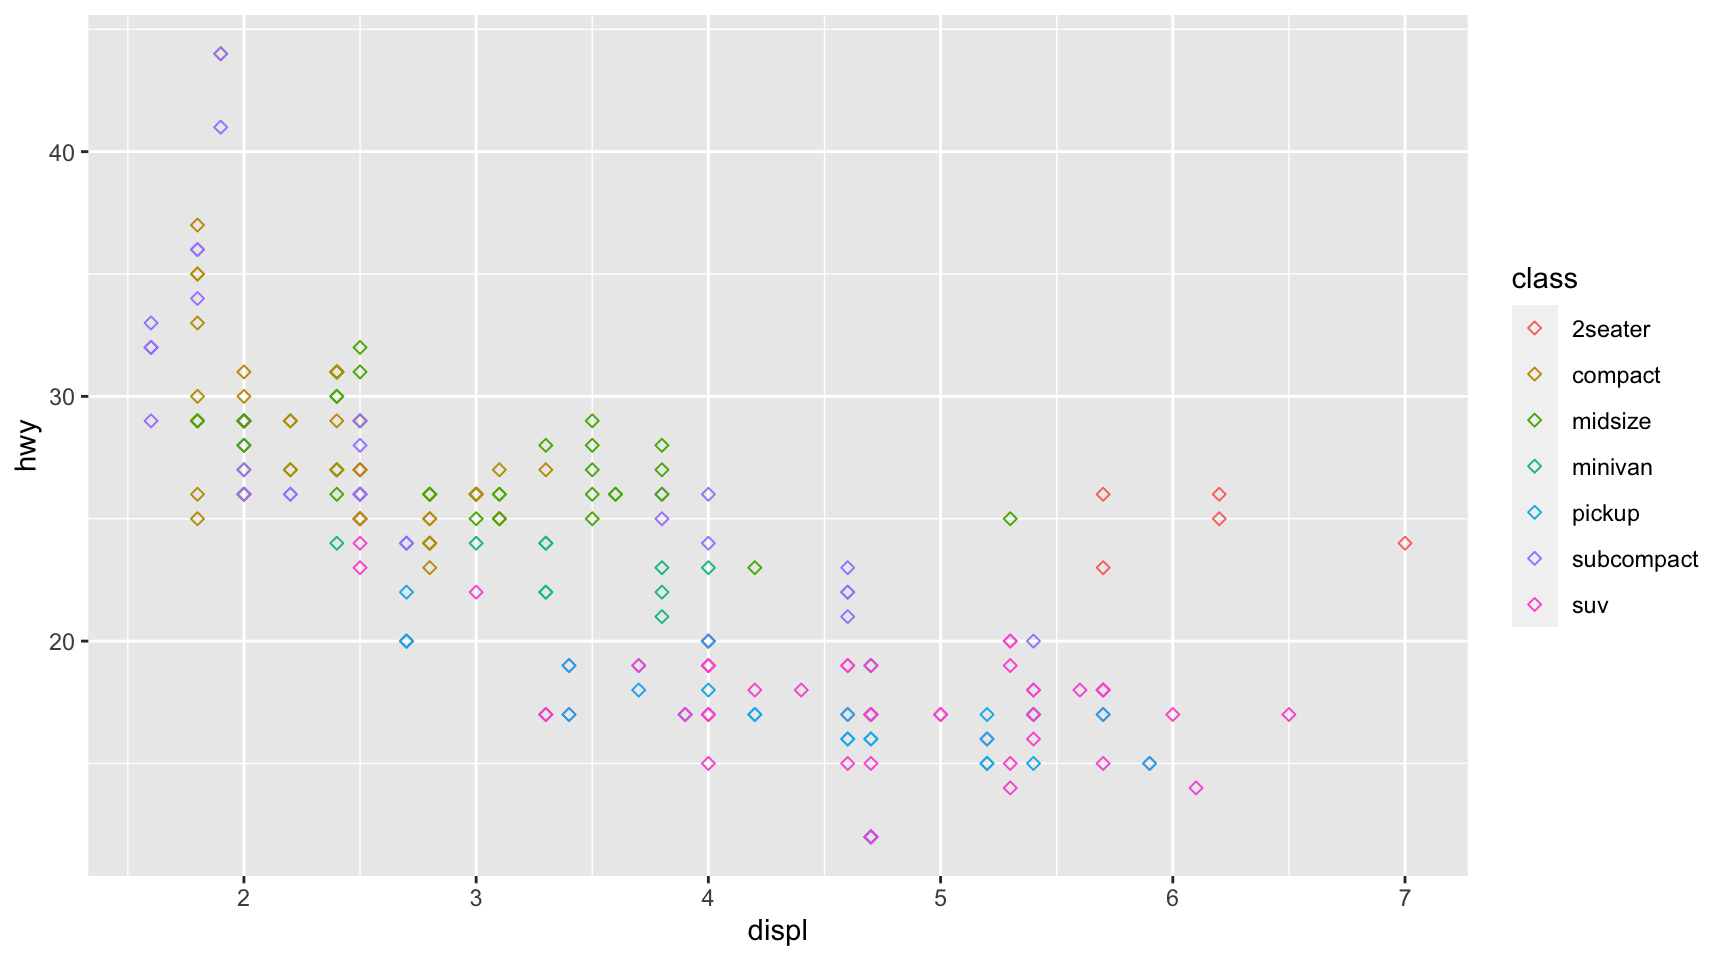 40
30
20
hwy
2
3
4
5
6
7
displ
class
2seater
compact
midsize
minivan
pickup
subcompact
suv